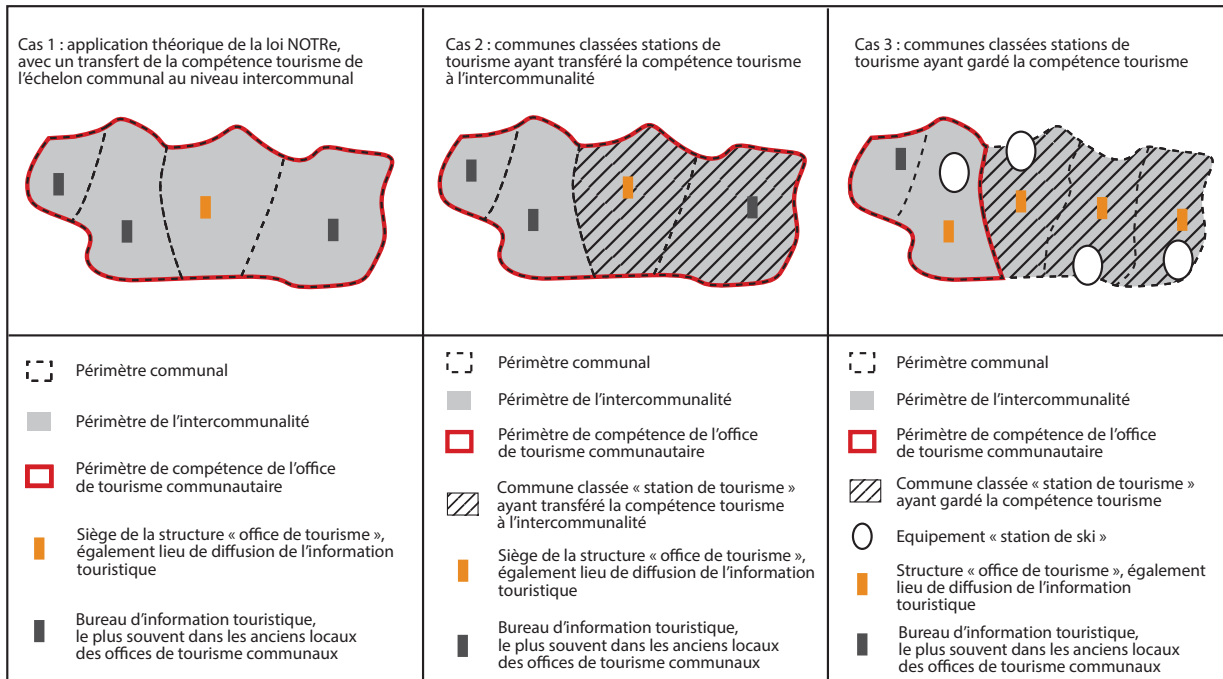 Cas 1 : application théorique de la loi NOTRe,
avec un transfert de la compétence tourisme de
l’échelon communal au niveau intercommunal
Cas 2 : communes classées stations de
tourisme ayant transféré la compétence tourisme
à l’intercommunalité
Cas 3 : communes classées stations de
tourisme ayant gardé la compétence tourisme
Périmètre communal
Périmètre de l’intercommunalité
Périmètre de compétence de l’office
de tourisme communautaire
Siège de la structure « office de tourisme »,
également lieu de diffusion de l’information
touristique
Bureau d’information touristique,
le plus souvent dans les anciens locaux
des offices de tourisme communaux
Périmètre communal
Périmètre de l’intercommunalité
Périmètre de compétence de l’office
de tourisme communautaire
Commune classée « station de tourisme »
ayant transféré la compétence tourisme
à l’intercommunalité
Siège de la structure « office de tourisme »,
également lieu de diffusion de l’information
touristique
Bureau d’information touristique,
le plus souvent dans les anciens locaux
des offices de tourisme communaux
Périmètre communal
Périmètre de l’intercommunalité
Périmètre de compétence de l’office
de tourisme communautaire
Commune classée « station de tourisme »
ayant gardé la compétence tourisme
Equipement « station de ski »
Structure « office de tourisme », également
lieu de diffusion de l’information
touristique
Bureau d’information touristique,
le plus souvent dans les anciens locaux
des offices de tourisme communaux